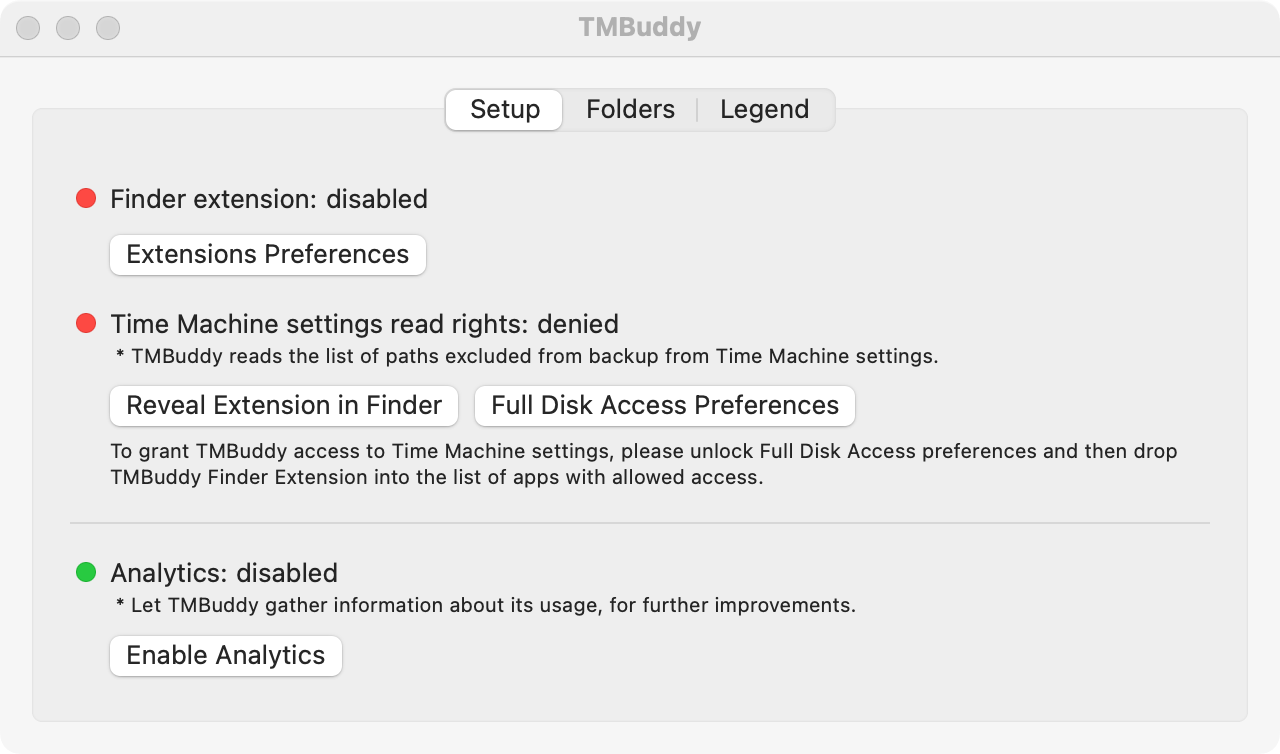 TMBuddy
Setup Folders Legend
Finder extension: disabled
Extensions Preferences
Time Machine settings read rights: denied
* TMBuddy reads the list of paths excluded from backup from Time Machine settings.
Reveal Extension in Finder Full Disk Access Preferences
To grant TMBuddy access to Time Machine settings, please unlock Full Disk Access preferences and then drop
TMBuddy Finder Extension into the list of apps with allowed access.
Analytics: disabled
* Let TMBuddy gather information about its usage, for further improvements.
Enable Analytics